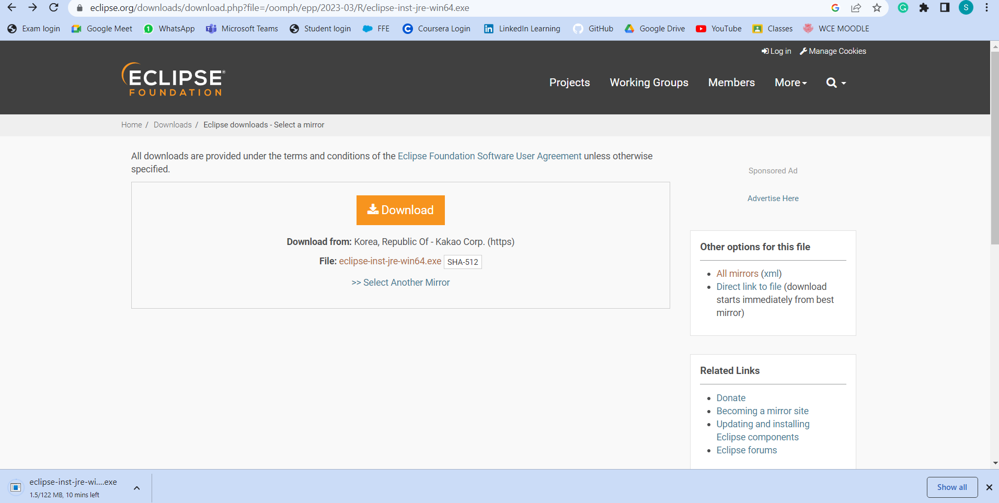 eclipse.org/downloads/download.php?file=/oomph/epp/2023-03/R/eclipse-inst-jre-win64.exe
G
S
Exam login
Google Meet
1 WhatsApp
Microsoft Teams
Student login
FFE
C Coursera Login
in LinkedIn Learning
GitHub
Google Drive
YouTube
Classes
WCE MOODLE
Log in Manage Cookies
ECLIPSE®
FOUNDATION
Projects Working Groups Members More
Home / Downloads / Eclipse downloads - Select a mirror
All downloads are provided under the terms and conditions of the Eclipse Foundation Software User Agreement unless otherwise
specified.
Download
Download from: Korea, Republic Of - Kakao Corp. (https)
File: eclipse-inst-jre-win64.exe SHA-512
>> Select Another Mirror
Sponsored Ad
Advertise Here
Other options for this file
All mirrors (xml)
Direct link to file (download
starts immediately from best
mirror)
Related Links
Donate
Becoming a mirror site
Updating and installing
Eclipse components
Eclipse forums
eclipse-inst-jre-wi....exe
1.5/122 MB, 10 mins left
Show all